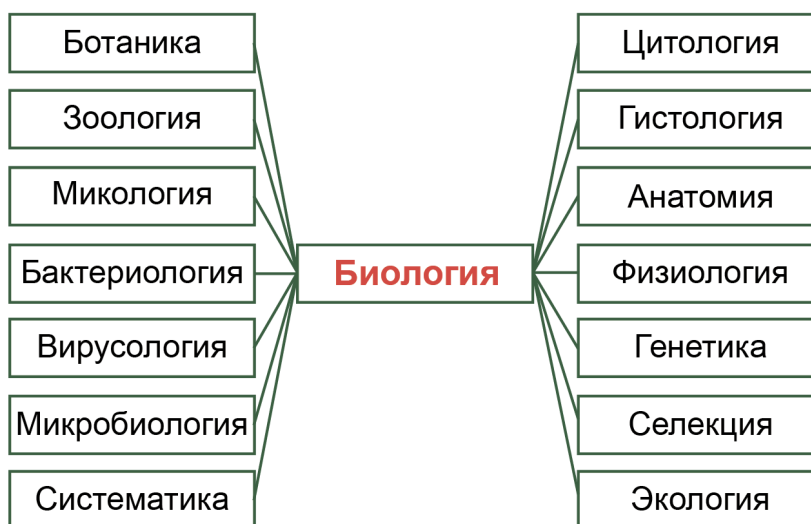 Ботаника
Зоология
Микология
Бактериология
Вирусология
Микробиология
Систематика
Биология
Цитология
Гистология
Анатомия
Физиология
Генетика
Селекция
Экология